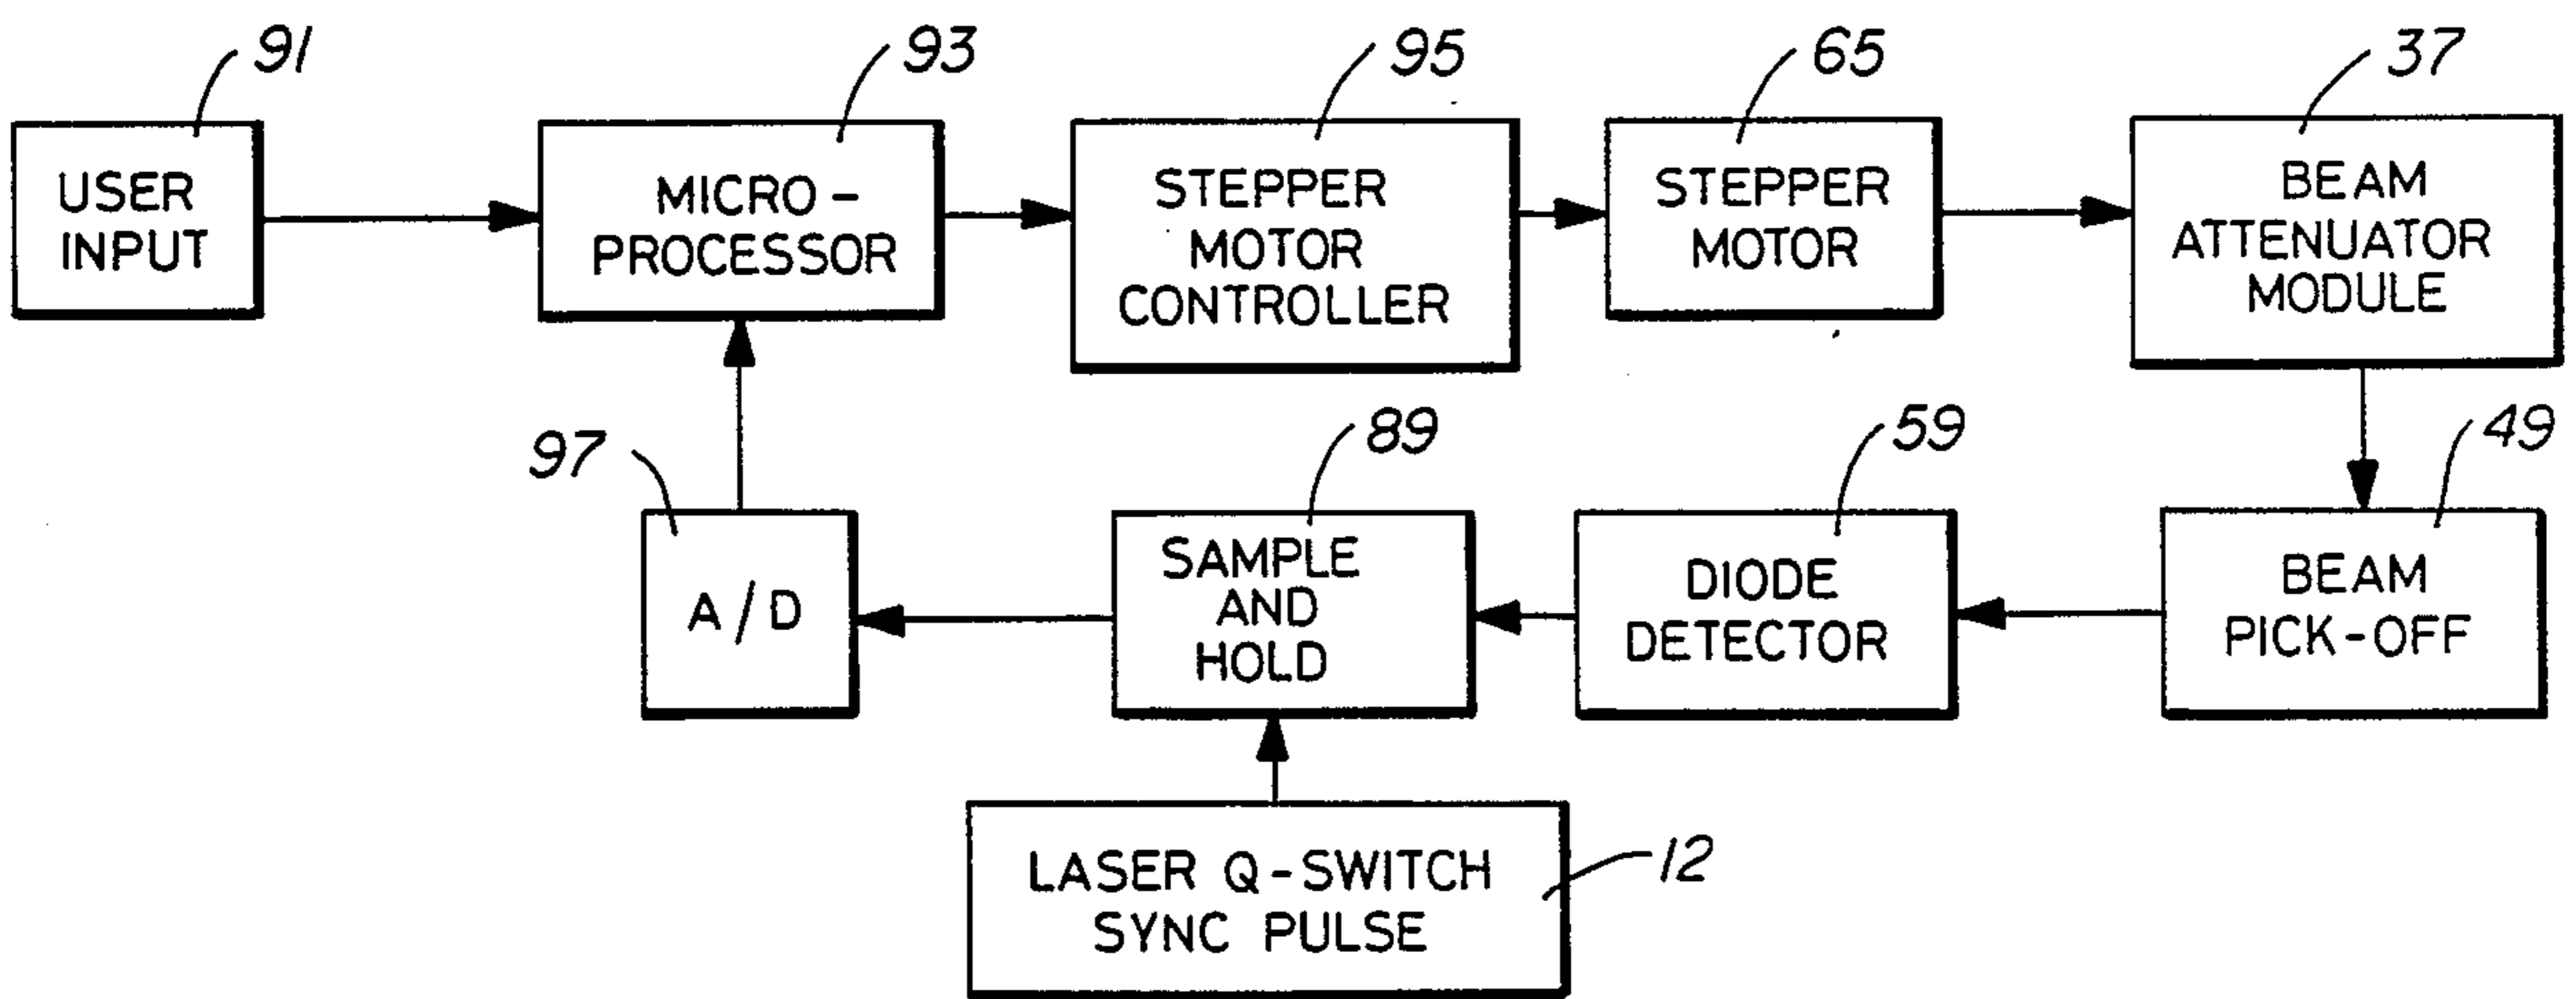 91
USER
INPUT
93
MICRO-
PROCESSOR
95
STEPPER
MOTOR
CONTROLLER
65
STEPPER
MOTOR
37
BEAM
ATTENUATOR
MODULE
97
A/D
89
SAMPLE
AND
HOLD
59
DIODE
DETECTOR
49
BEAM
PICK-OFF
12
LASER Q-SWITCH
SYNC PULSE